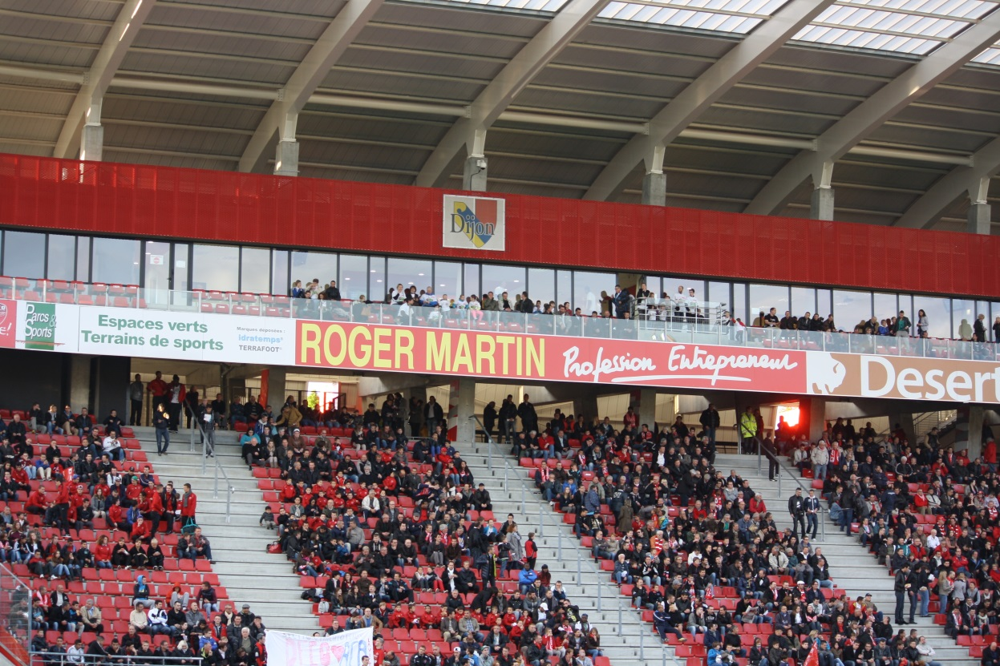 Dijon
Parcs &
& Sports
Espaces verts
Terrains de sports
Marques déposées :
idratemps
TERRAFOOT
ROGER MARTIN
Profession Entrepreneur
Desert